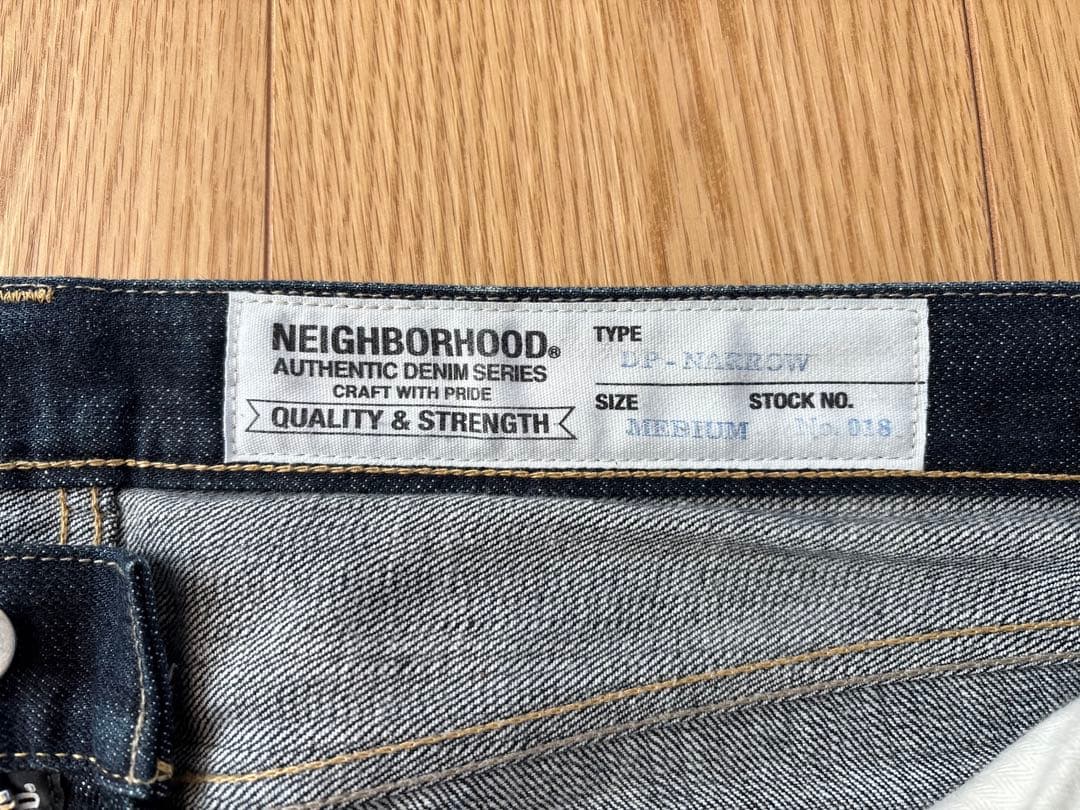 NEIGHBORHOOD®
AUTHENTIC DENIM SERIES
CRAFT WITH PRIDE
QUALITY & STRENGTH
TYPE
DP-NARROW
SIZE
MEDIUM
STOCK NO.
No. 018